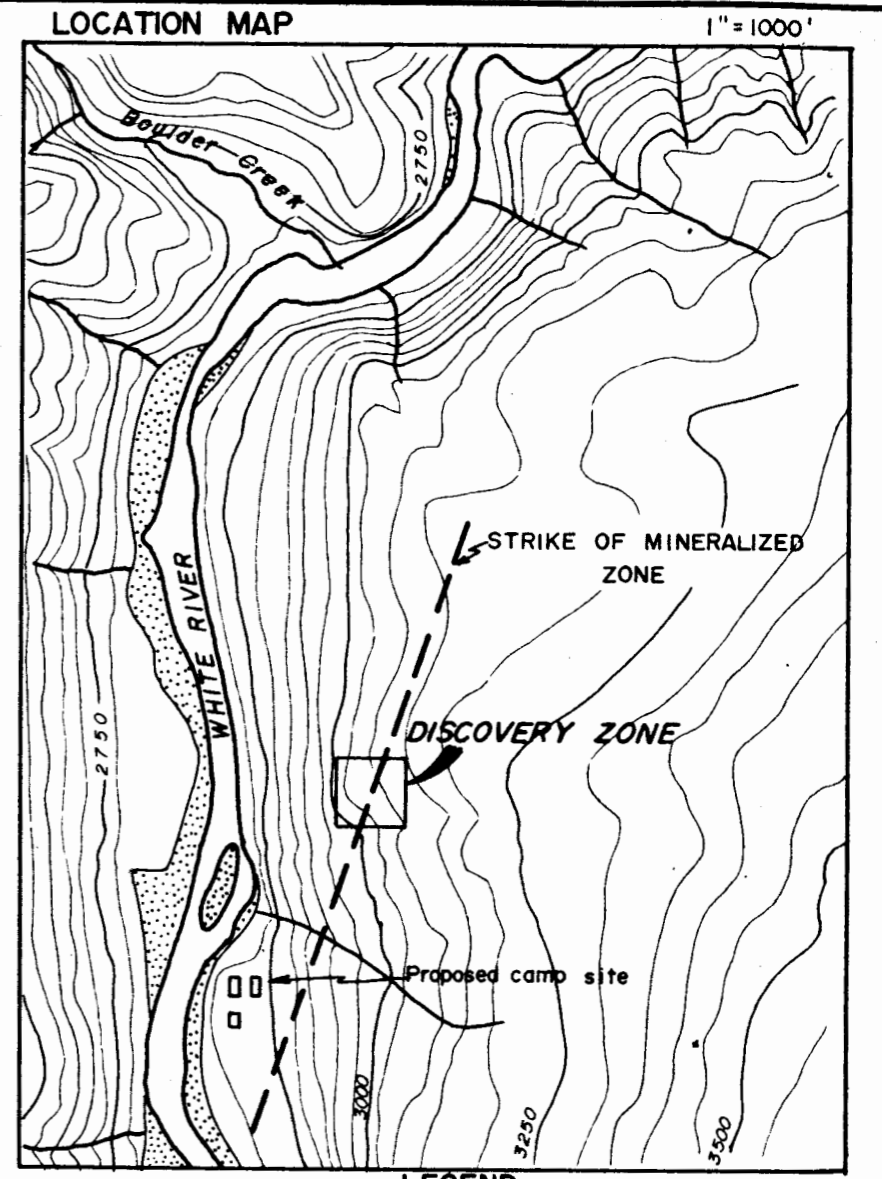 LOCATION MAP
1" = 1000'
Boulder Creek
2750
STRIKE OF MINERALIZED
ZONE
WHITE RIVER
DISCOVERY ZONE
2750
Proposed camp site
3000
3250
3500
LEGEND